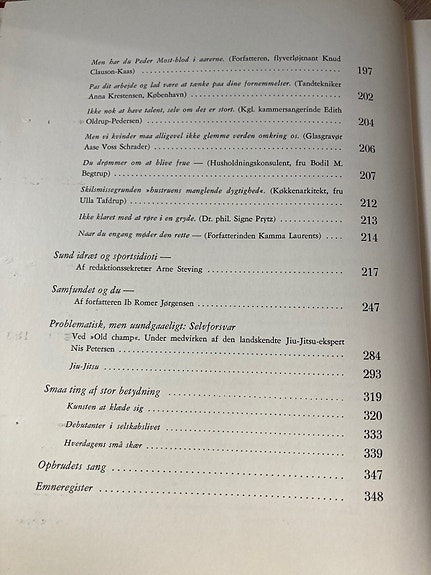 Men har du Peder Most-blod i aarerne. (Forfatteren, flyverløjtnant Knud
Clauson-Kaas) 197
Pas dit arbejde og lad være at tænke paa dine fornemmelser. (Tandtekniker
Anna Krestensen, København) 202
Ikke nok at have talent, selv om det er stort. (Kgl. kammersangerinde Edith
Oldrup-Pedersen) 204
Men vi kvinder maa alligevel ikke glemme verden omkring os. (Glasgravør
Aase Voss Schrader) 206
Du drømmer om at blive frue — (Husholdningskonsulent, fru Bodil M.
Begtrup) 207
Skilsmissegrunden »hustruens manglende dygtighed«. (Køkkenarkitekt, fru
Ulla Tafdrup) 212
Ikke klaret med at røre i en gryde. (Dr. phil. Signe Prytz) 213
Naar du engang møder den rette — (Forfatterinden Kamma Laurents) 214
Sund idræt og sportsidioti —
Af redaktionssekretær Arne Steving 217
Samfundet og du —
Af forfatteren Ib Romer Jørgensen 247
Problematisk, men uundgaaeligt: Selvforsvar
Ved »Old champ«. Under medvirken af den landskendte Jiu-Jitsu-ekspert
Nis Petersen 284
Jiu-Jitsu 293
Smaa ting af stor betydning 319
Kunsten at klæde sig 320
Debutanter i selskabslivet 333
Hverdagens små skær 339
Opbrudets sang 347
Emneregister 348